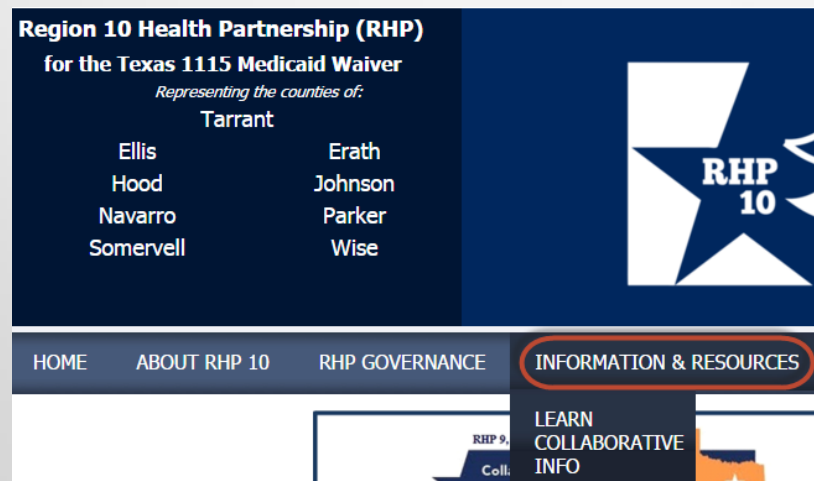 Region 10 Health Partnership (RHP)
for the Texas 1115 Medicaid Waiver
Representing the counties of:
Tarrant
Ellis Erath
Hood Johnson
Navarro Parker
Somervell Wise
RHP
10
HOME ABOUT RHP 10 RHP GOVERNANCE INFORMATION & RESOURCES
LEARN
COLLABORATIVE
INFO
RHP 9,